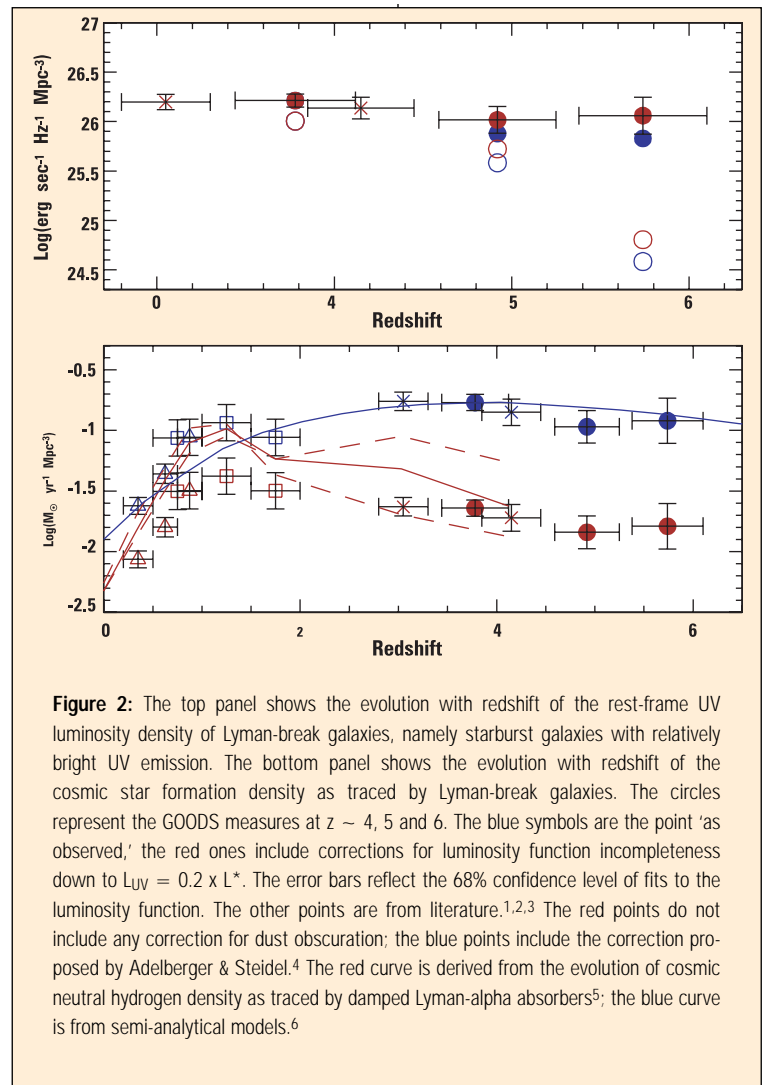 27
26.5
26
25.5
25
24.5
Log(erg sec-1 Hz-1 Mpc-3)
0 4 5 6
Redshift
-0.5
-1
-1.5
-2
-2.5
Log(M⊙ yr-1 Mpc-3)
0 2 4 6
Redshift
Figure 2: The top panel shows the evolution with redshift of the rest-frame UV
luminosity density of Lyman-break galaxies, namely starburst galaxies with relatively
bright UV emission. The bottom panel shows the evolution with redshift of the
cosmic star formation density as traced by Lyman-break galaxies. The circles
represent the GOODS measures at z ~ 4, 5 and 6. The blue symbols are the point 'as
observed,' the red ones include corrections for luminosity function incompleteness
down to LUV = 0.2 x L*. The error bars reflect the 68% confidence level of fits to the
luminosity function. The other points are from literature.1,2,3 The red points do not
include any correction for dust obscuration; the blue points include the correction pro-
posed by Adelberger & Steidel.4 The red curve is derived from the evolution of cosmic
neutral hydrogen density as traced by damped Lyman-alpha absorbers5; the blue curve
is from semi-analytical models.6